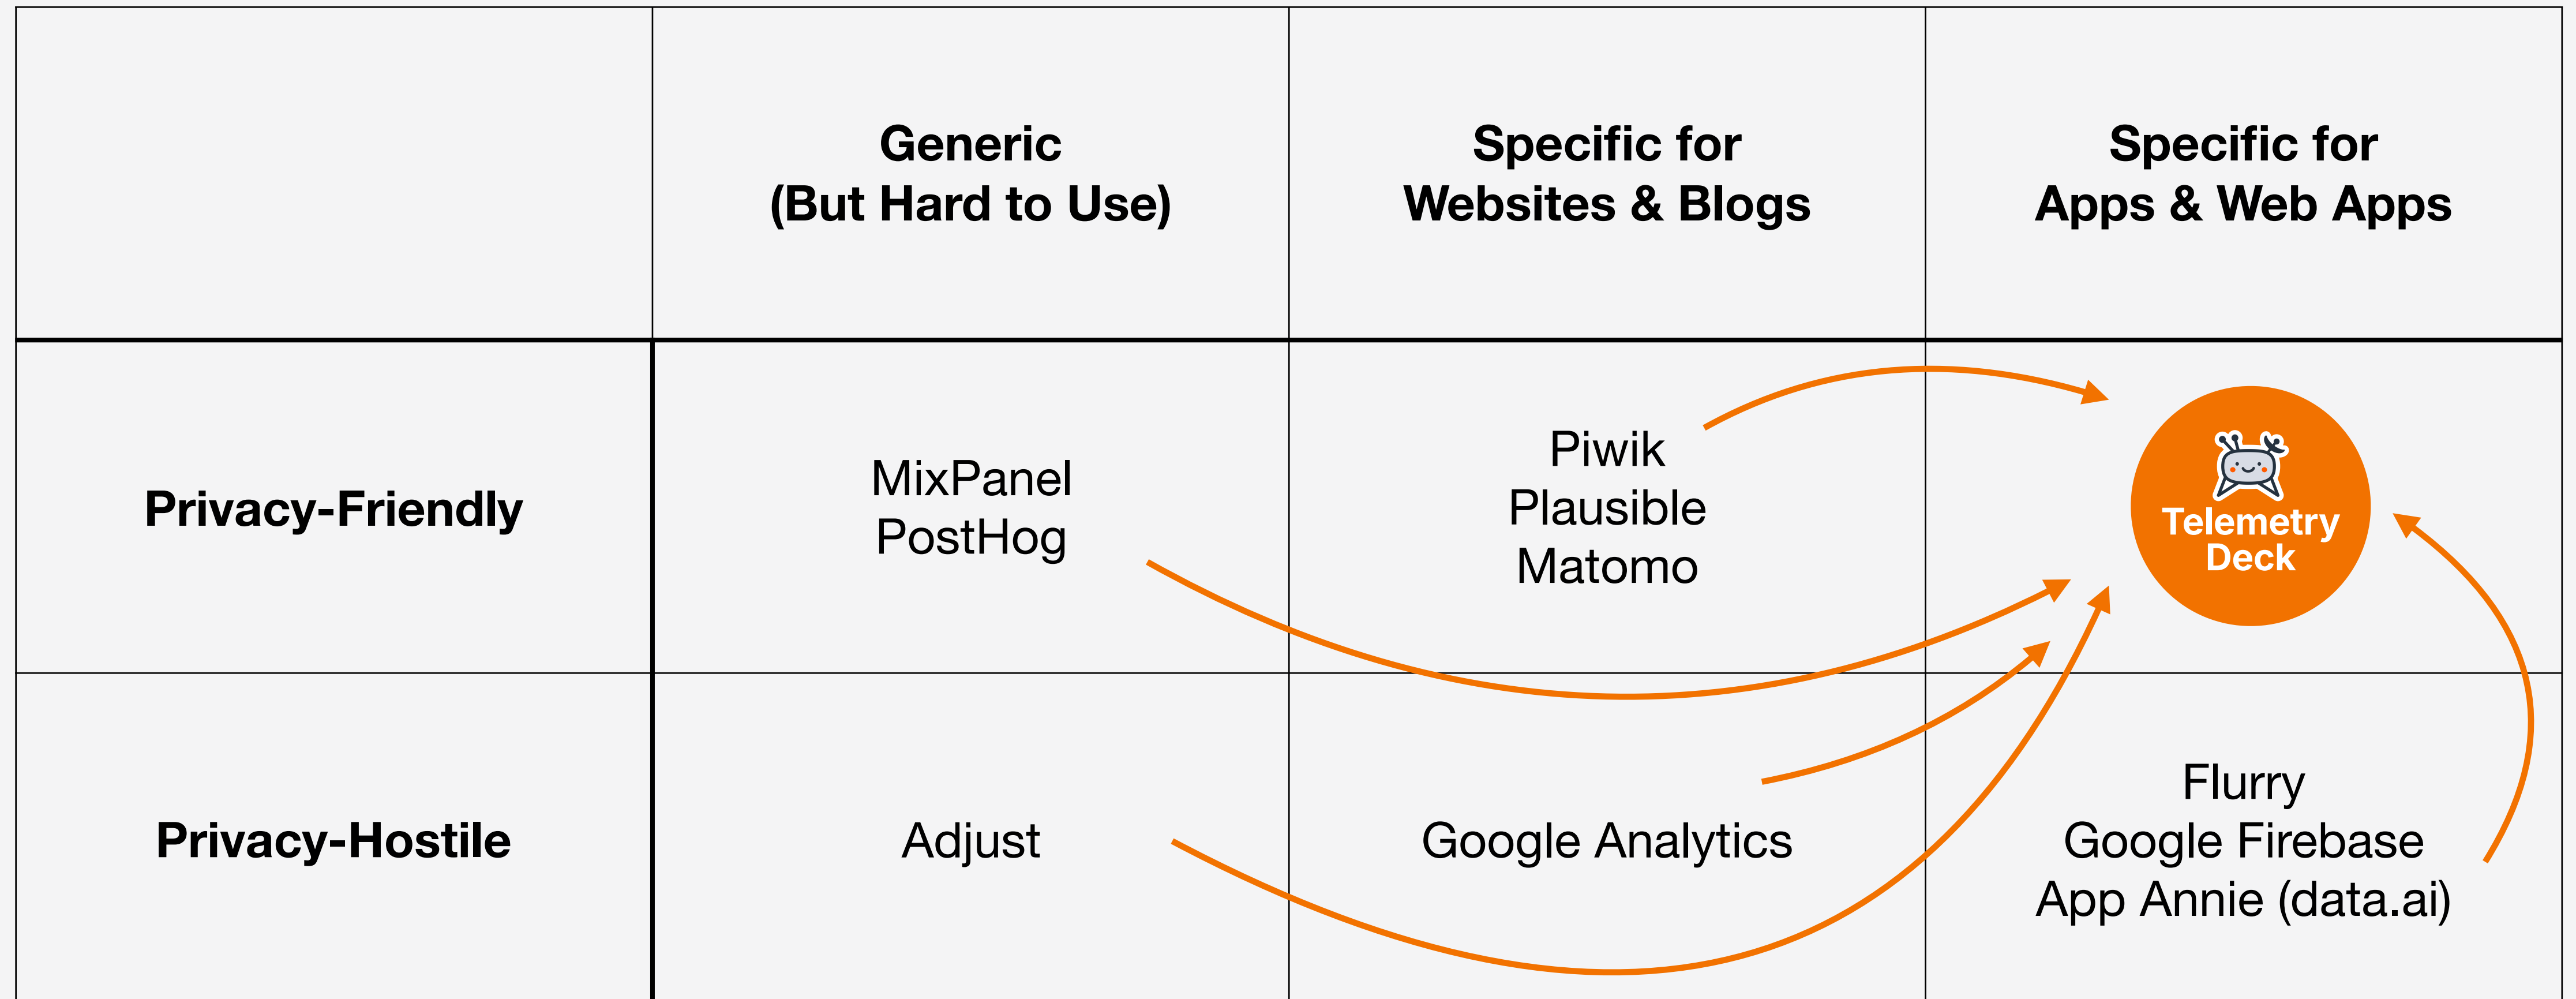 Generic
(But Hard to Use)
Specific for
Websites & Blogs
Specific for
Apps & Web Apps
Privacy-Friendly
MixPanel
PostHog
Piwik
Plausible
Matomo
Telemetry
Deck
Privacy-Hostile
Adjust
Google Analytics
Flurry
Google Firebase
App Annie (data.ai)